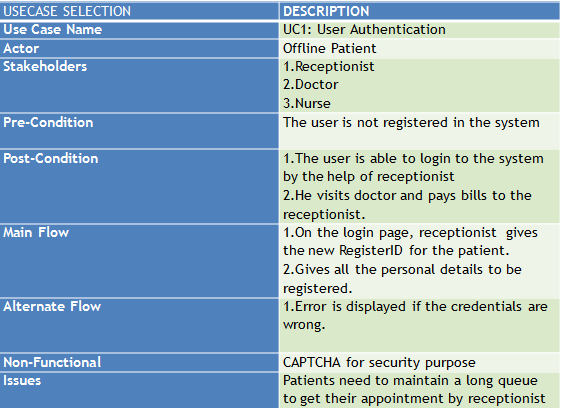 USECASE SELECTION DESCRIPTION
Use Case Name UC1: User Authentication
Actor Offline Patient
Stakeholders 1.Receptionist
2.Doctor
3.Nurse
Pre-Condition The user is not registered in the system
Post-Condition 1.The user is able to login to the system
by the help of receptionist
2.He visits doctor and pays bills to the
receptionist.
Main Flow 1.On the login page, receptionist gives
the new RegisterID for the patient.
2.Gives all the personal details to be
registered.
Alternate Flow 1.Error is displayed if the credentials are
wrong.
Non-Functional CAPTCHA for security purpose
Issues Patients need to maintain a long queue
to get their appointment by receptionist